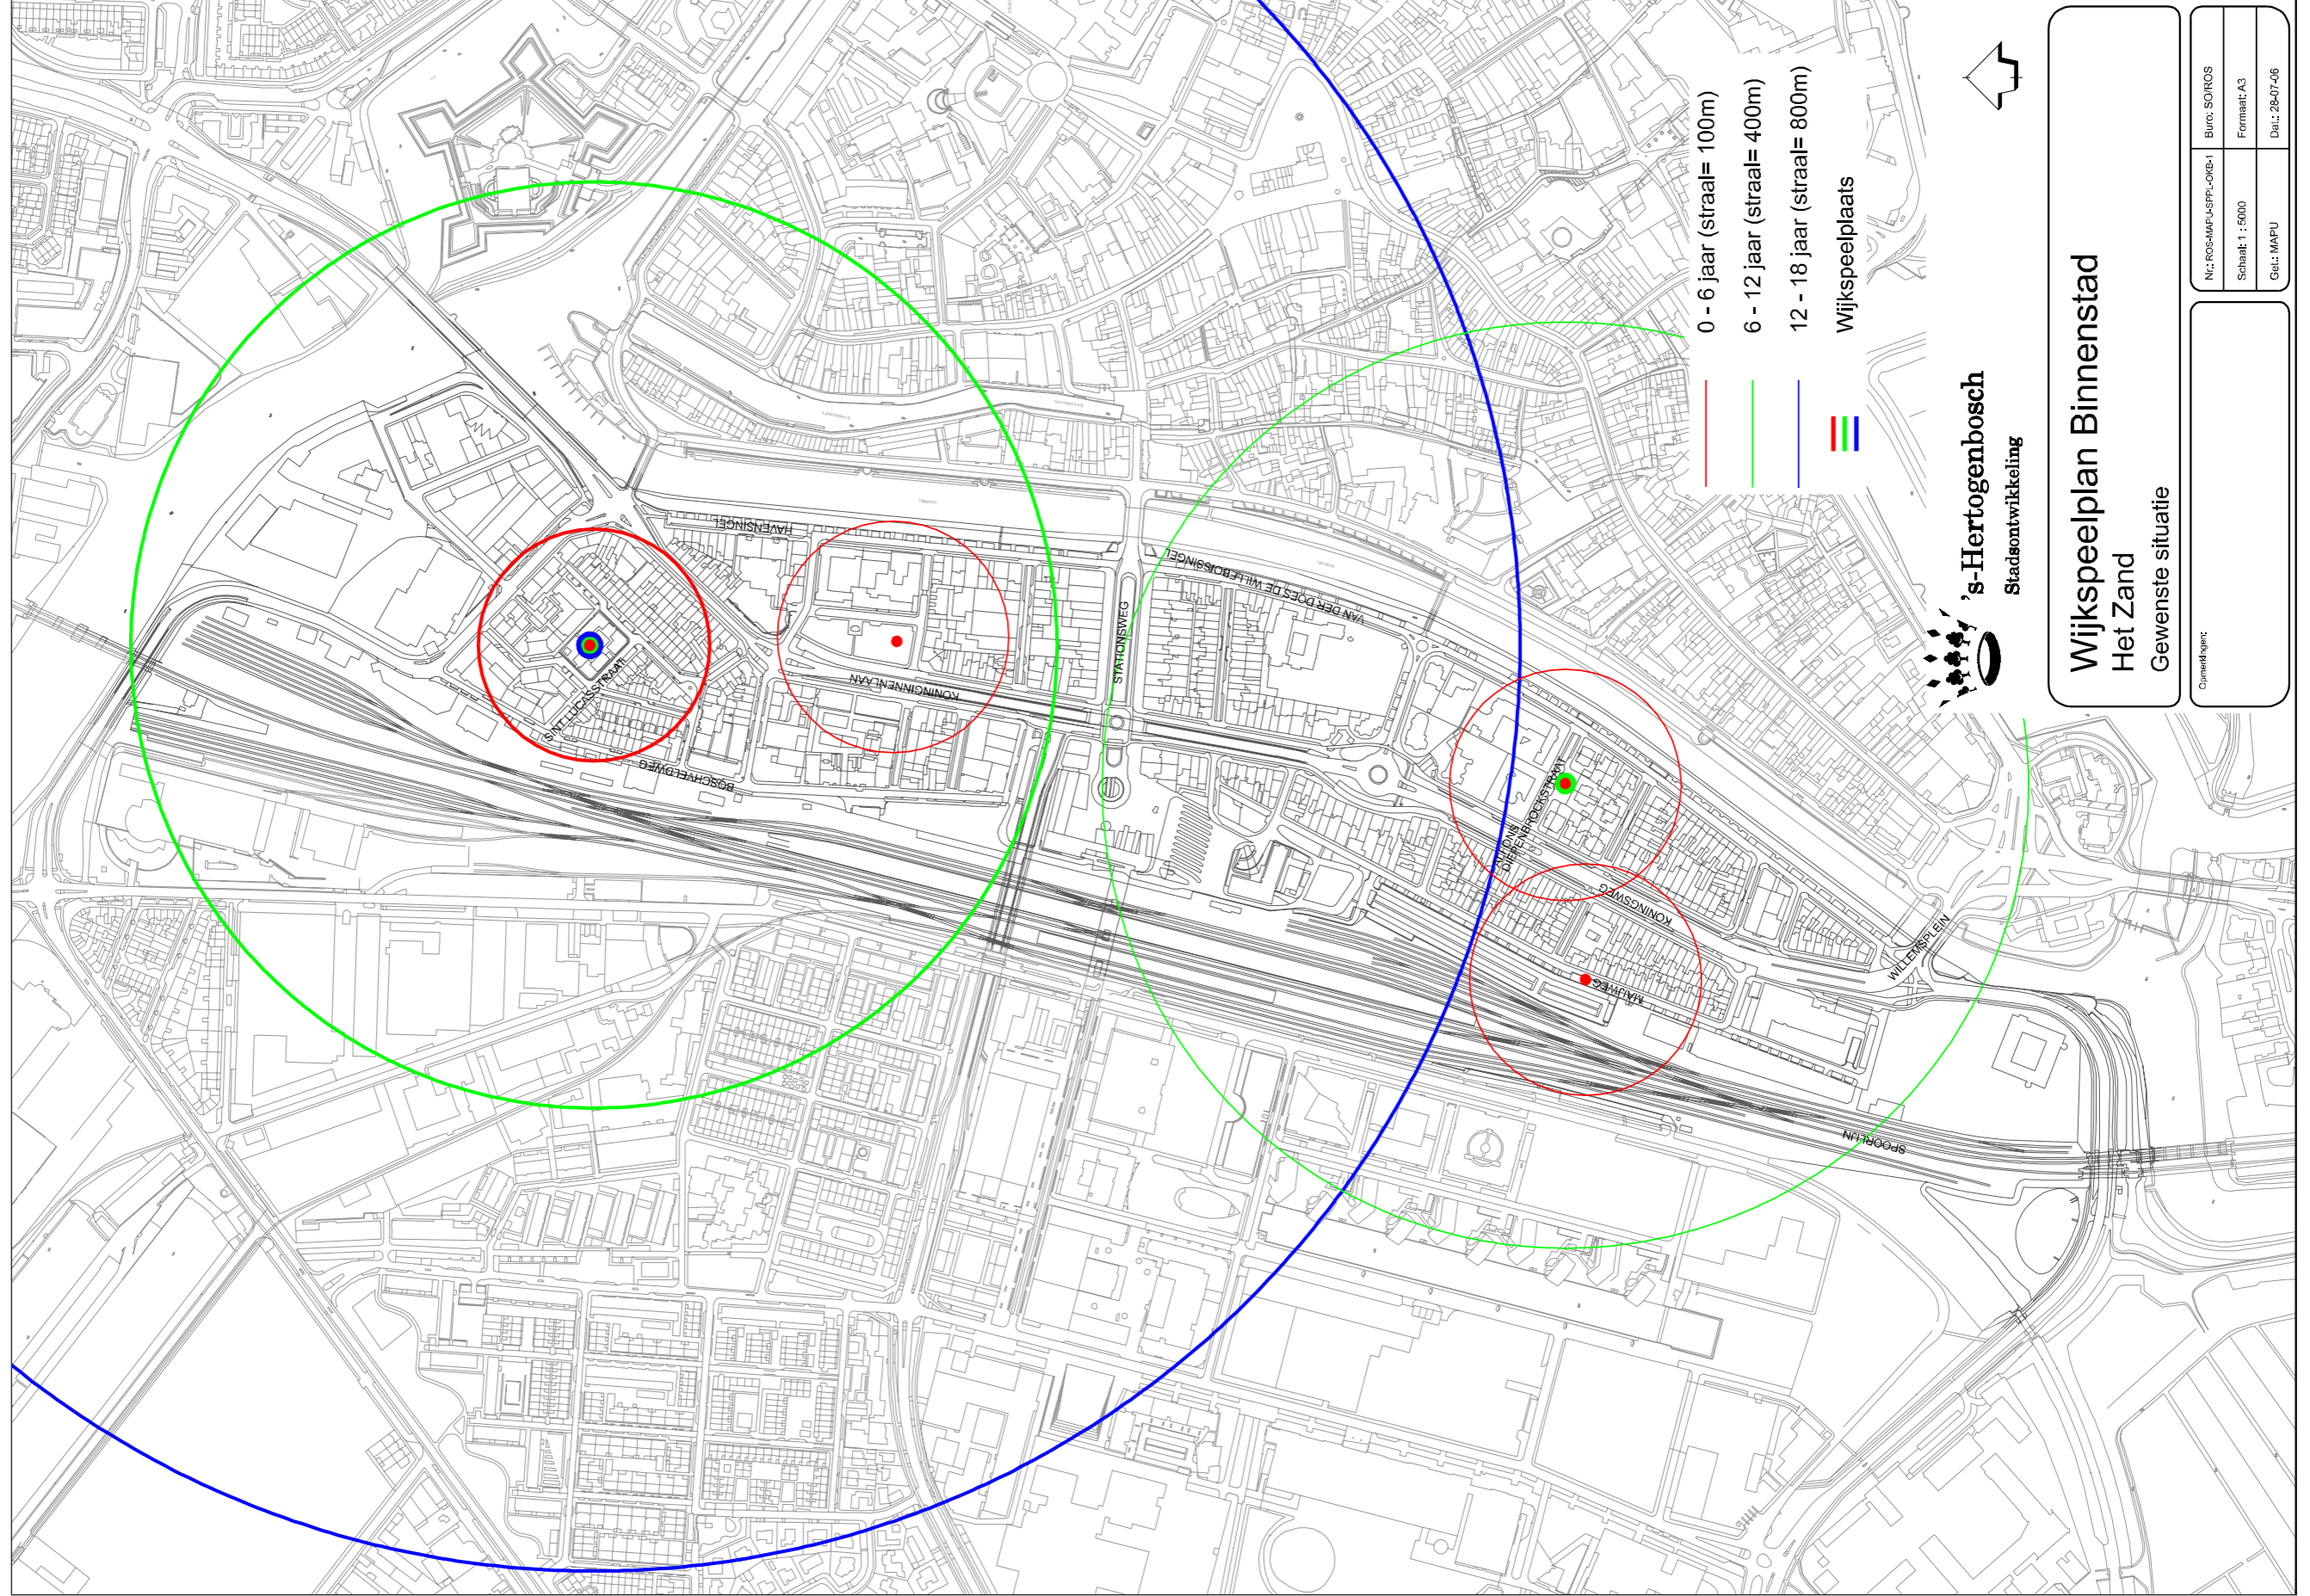 HAVENSINGEL
KONINGINNENLAAN
SINT LUCASSTRAAT
BOSCHVELDWEG
STATIONSWEG
VAN DER DOES DE WILLEBOISSINGEL
DIEPENBROCKSTRAAT
KONINGSWEG
MAIJWEG
WILLEMSPLEIN
SPOORLIJN
0 - 6 jaar (straal= 100m)
6 - 12 jaar (straal= 400m)
12 - 18 jaar (straal= 800m)
Wijkspeelplaats
's-Hertogenbosch
Stadsontwikkeling
Wijkspeelplan Binnenstad
Het Zand
Gewenste situatie
Opmerkingen:
Nr.: ROS-MAPU-SPPL-OKB-1
Buro: SO/ROS
Schaal: 1 : 5000
Formaat: A3
Get.: MAPU
Dat.: 28-07-06